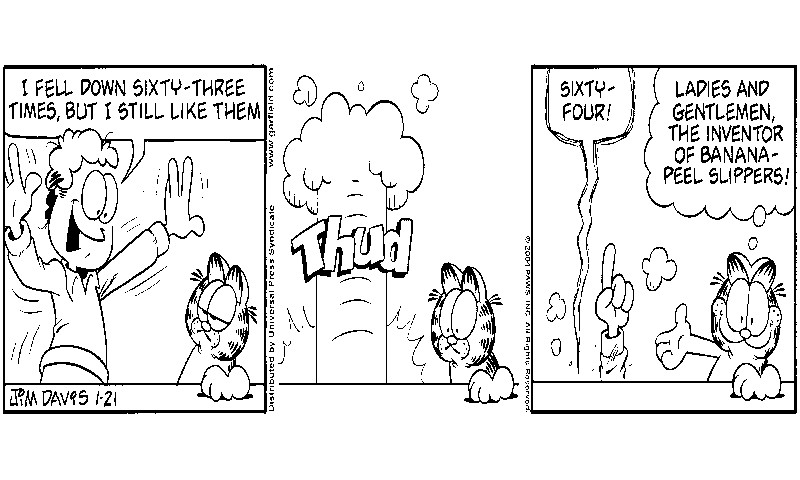 I FELL DOWN SIXTY-THREE
TIMES, BUT I STILL LIKE THEM
JIM DAVIS 1-21
www.garfield.com
Distributed by Universal Press Syndicate
Thud
© 2001 PAWS, INC. All Rights Reserved.
SIXTY-
FOUR!
LADIES AND
GENTLEMEN,
THE INVENTOR
OF BANANA-
PEEL SLIPPERS!